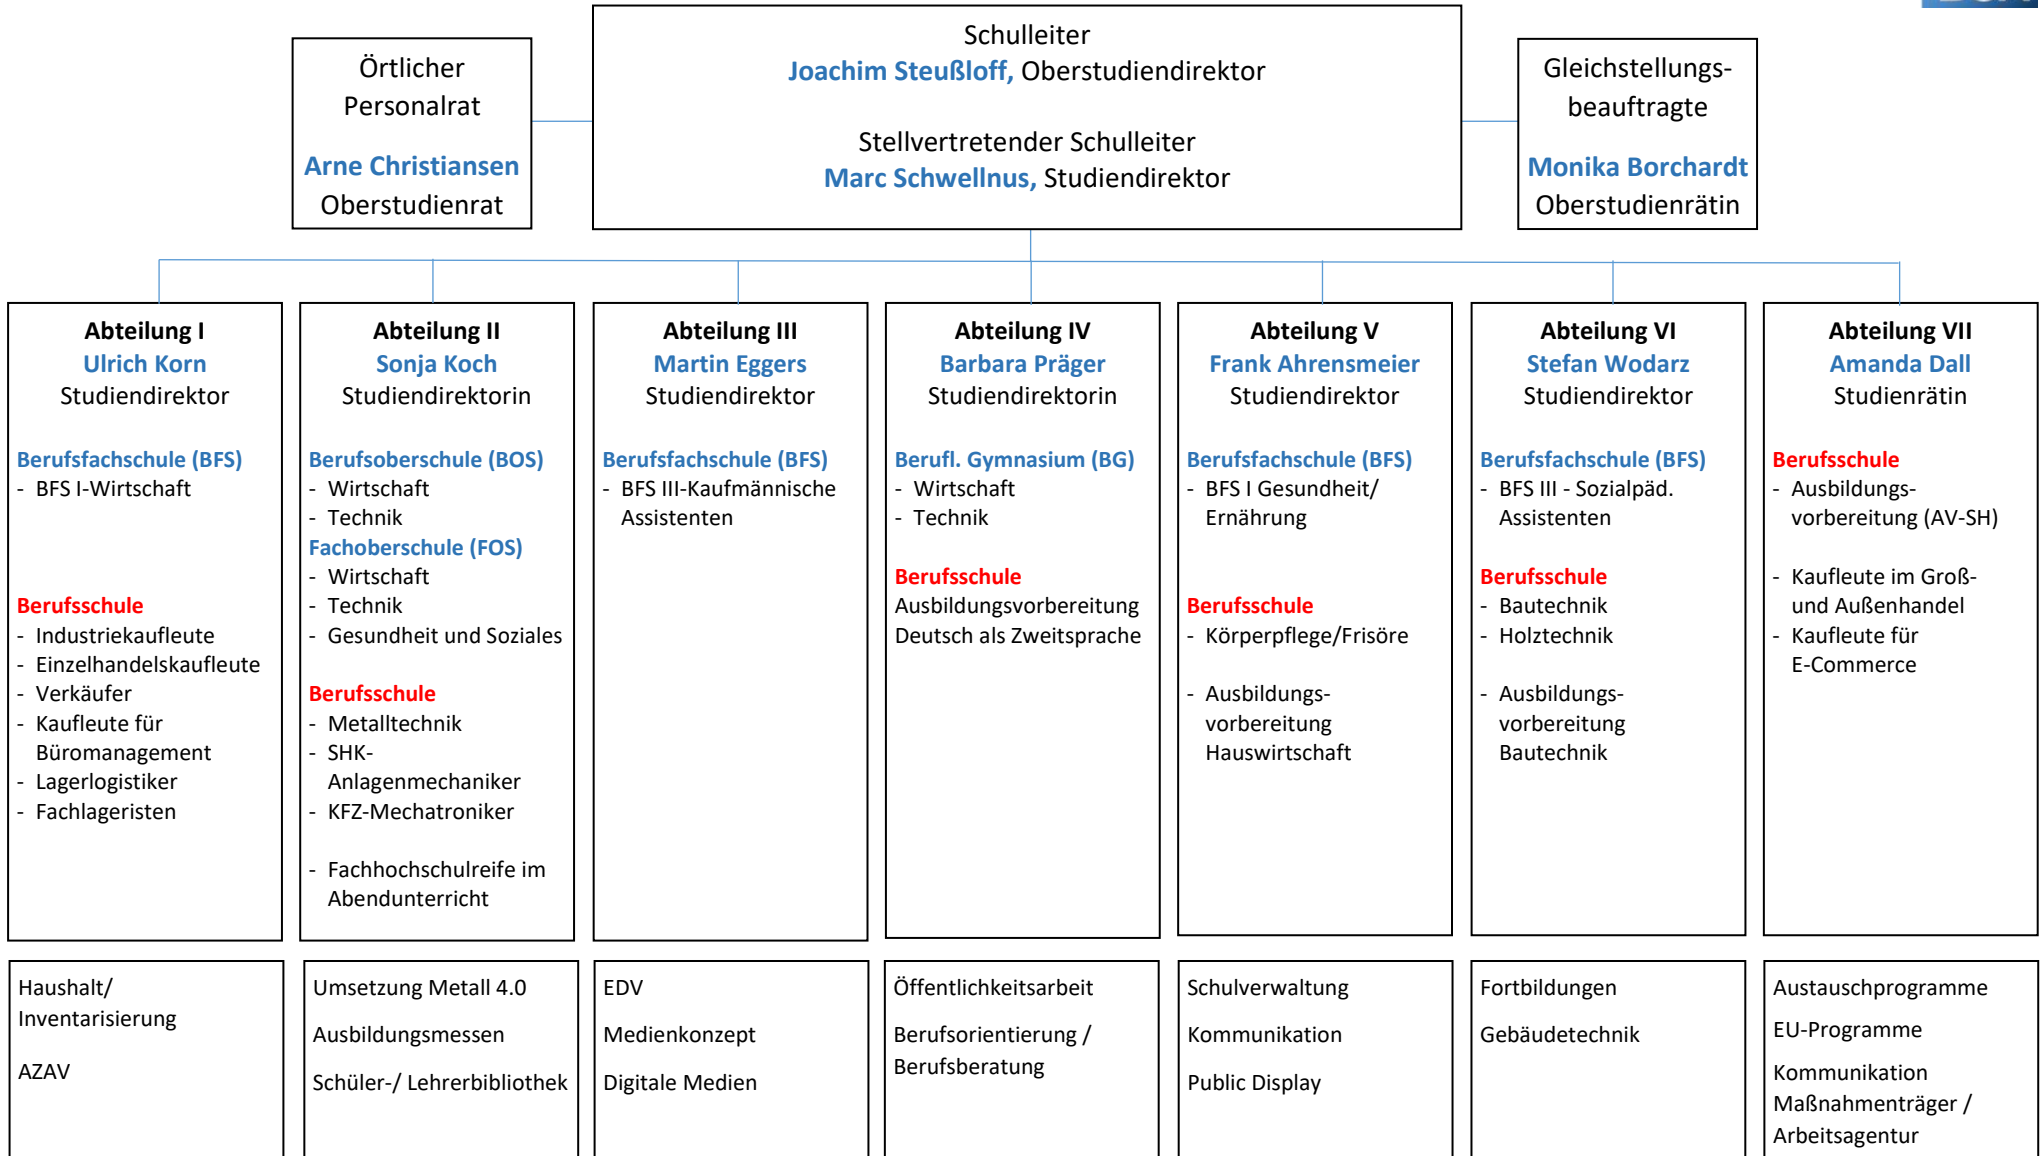 Örtlicher
Personalrat
Arne Christiansen
Oberstudienrat
Schulleiter
Joachim Steußloff, Oberstudiendirektor
Stellvertretender Schulleiter
Marc Schwellnus, Studiendirektor
Gleichstellungs-
beauftragte
Monika Borchardt
Oberstudienrätin
Abteilung I
Ulrich Korn
Studiendirektor
Berufsfachschule (BFS)
- BFS I-Wirtschaft
Berufsschule
- Industriekaufleute
- Einzelhandelskaufleute
- Verkäufer
- Kaufleute für
Büromanagement
- Lagerlogistiker
- Fachlageristen
Abteilung II
Sonja Koch
Studiendirektorin
Berufsoberschule (BOS)
- Wirtschaft
- Technik
Fachoberschule (FOS)
- Wirtschaft
- Technik
- Gesundheit und Soziales
Berufsschule
- Metalltechnik
- SHK-
Anlagenmechaniker
- KFZ-Mechatroniker
- Fachhochschulreife im
Abendunterricht
Abteilung III
Martin Eggers
Studiendirektor
Berufsfachschule (BFS)
- BFS III-Kaufmännische
Assistenten
Abteilung IV
Barbara Präger
Studiendirektorin
Berufl. Gymnasium (BG)
- Wirtschaft
- Technik
Berufsschule
Ausbildungsvorbereitung
Deutsch als Zweitsprache
Abteilung V
Frank Ahrensmeier
Studiendirektor
Berufsfachschule (BFS)
- BFS I Gesundheit/
Ernährung
Berufsschule
- Körperpflege/Frisöre
- Ausbildungs-
vorbereitung
Hauswirtschaft
Abteilung VI
Stefan Wodarz
Studiendirektor
Berufsfachschule (BFS)
- BFS III - Sozialpäd.
Assistenten
Berufsschule
- Bautechnik
- Holztechnik
- Ausbildungs-
vorbereitung
Bautechnik
Abteilung VII
Amanda Dall
Studienrätin
Berufsschule
- Ausbildungs-
vorbereitung (AV-SH)
- Kaufleute im Groß-
und Außenhandel
- Kaufleute für
E-Commerce
Haushalt/
Inventarisierung
AZAV
Umsetzung Metall 4.0
Ausbildungsmessen
Schüler-/ Lehrerbibliothek
EDV
Medienkonzept
Digitale Medien
Öffentlichkeitsarbeit
Berufsorientierung /
Berufsberatung
Schulverwaltung
Kommunikation
Public Display
Fortbildungen
Gebäudetechnik
Austauschprogramme
EU-Programme
Kommunikation
Maßnahmenträger /
Arbeitsagentur